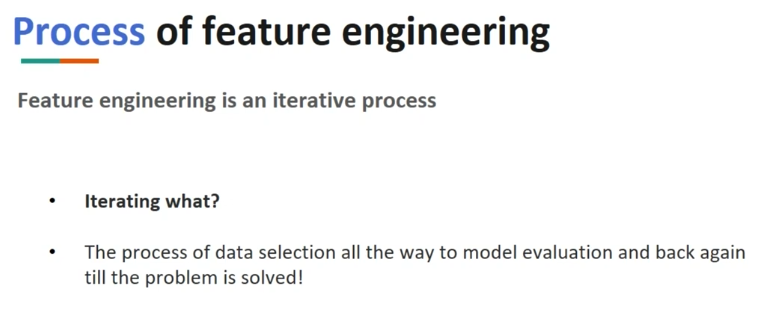 Process of feature engineering
Feature engineering is an iterative process
• Iterating what?
• The process of data selection all the way to model evaluation and back again
till the problem is solved!